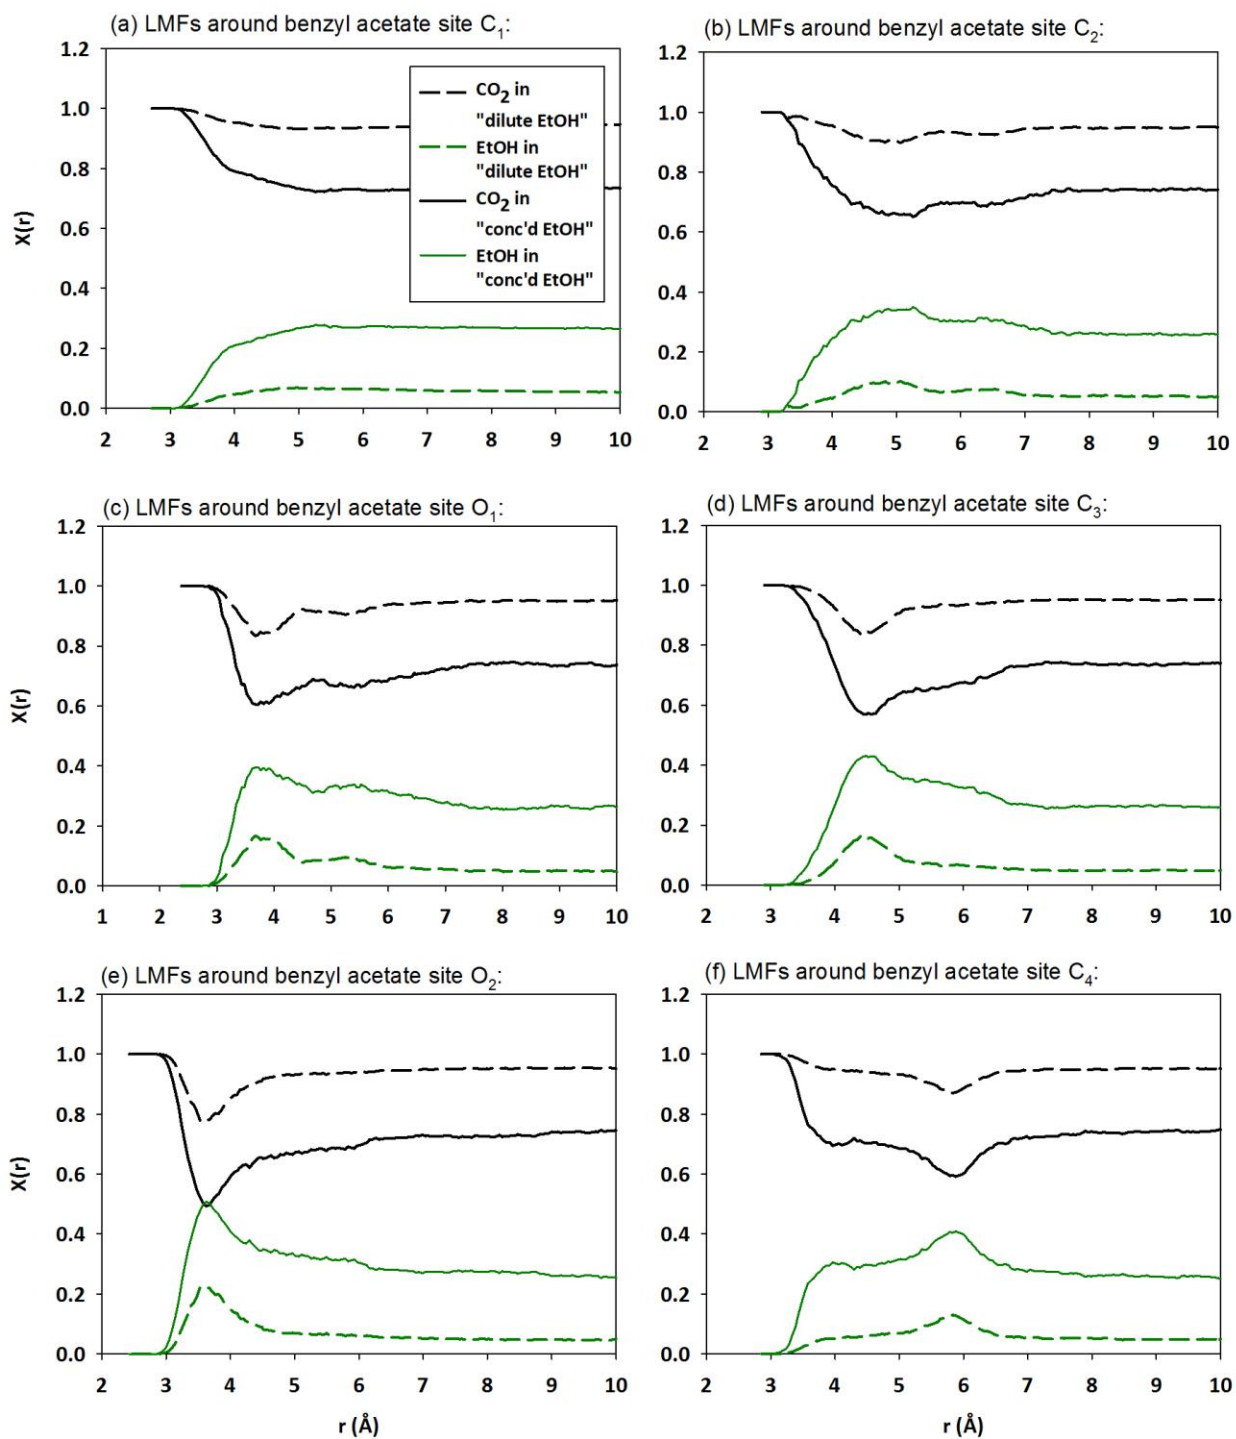 (a) LMFs around benzyl acetate site C₁:
1.2
1.0
0.8
0.6
0.4
0.2
0.0
X(r)
CO₂ in
"dilute EtOH"
EtOH in
"dilute EtOH"
CO₂ in
"conc'd EtOH"
EtOH in
"conc'd EtOH"
2 3 4 5 6 7 8 9 10
(b) LMFs around benzyl acetate site C₂:
1.2
1.0
0.8
0.6
0.4
0.2
0.0
2 3 4 5 6 7 8 9 10
(c) LMFs around benzyl acetate site O₁:
1.2
1.0
0.8
0.6
0.4
0.2
0.0
X(r)
1 2 3 4 5 6 7 8 9 10
(d) LMFs around benzyl acetate site C₃:
1.2
1.0
0.8
0.6
0.4
0.2
0.0
2 3 4 5 6 7 8 9 10
(e) LMFs around benzyl acetate site O₂:
1.2
1.0
0.8
0.6
0.4
0.2
0.0
X(r)
2 3 4 5 6 7 8 9 10
r (Å)
(f) LMFs around benzyl acetate site C₄:
1.2
1.0
0.8
0.6
0.4
0.2
0.0
2 3 4 5 6 7 8 9 10
r (Å)